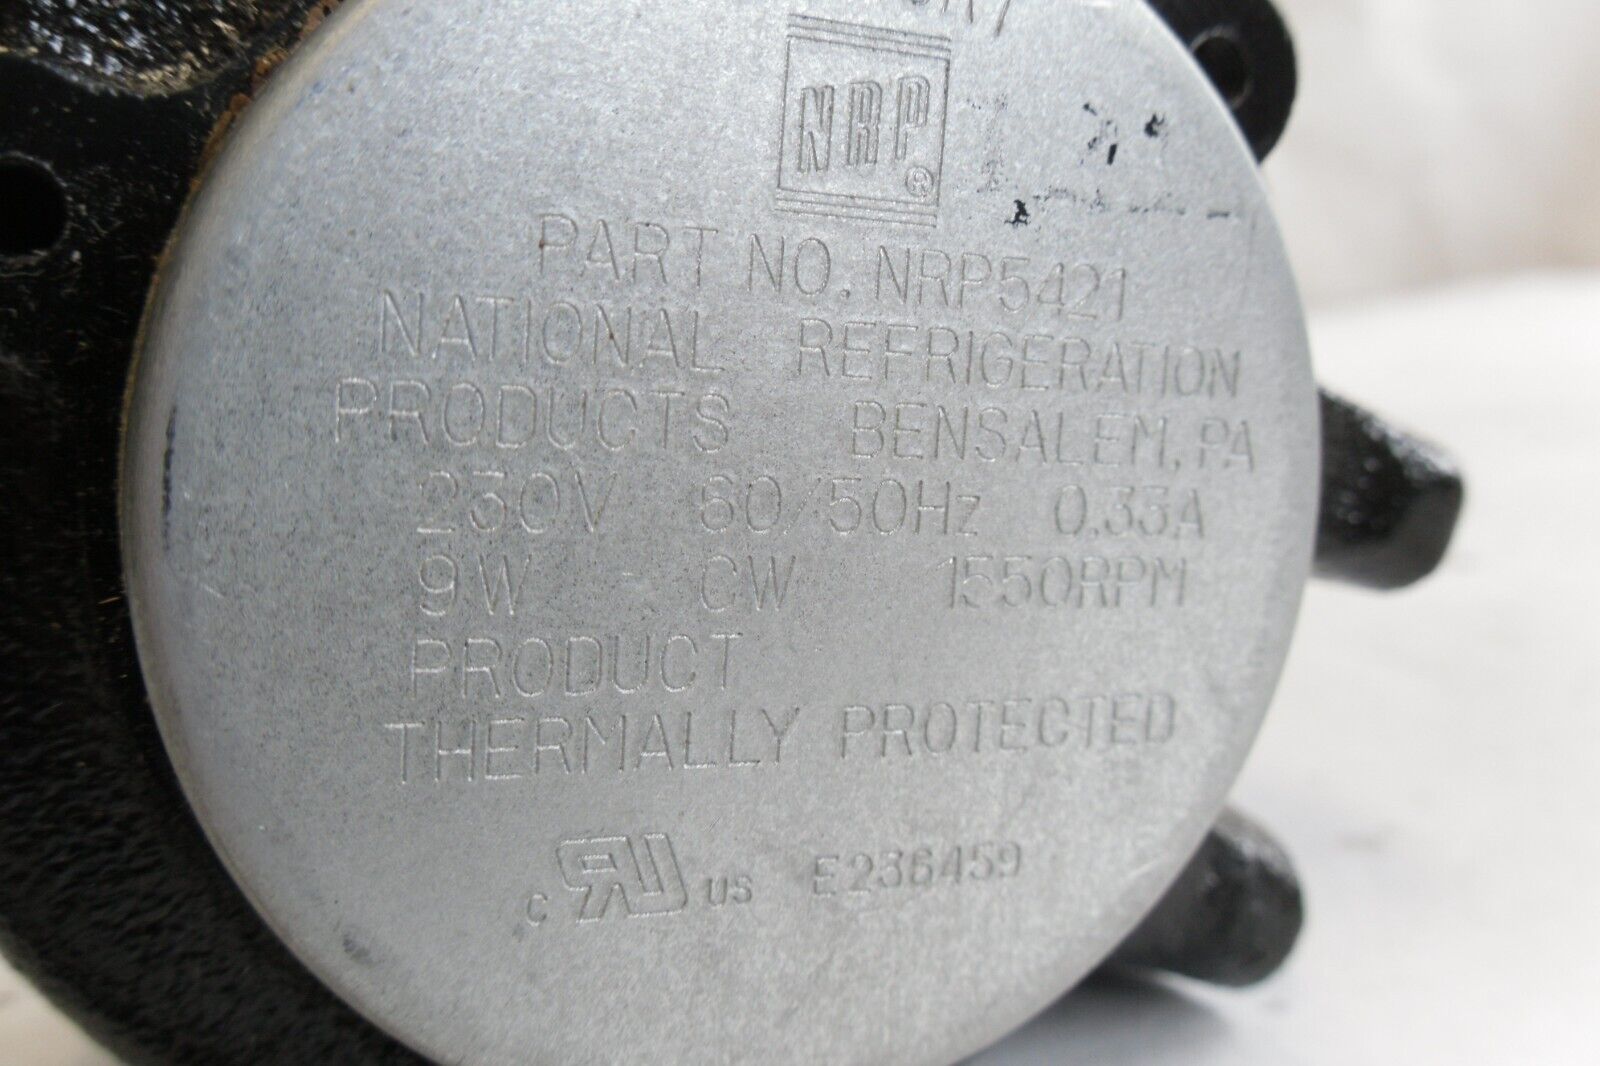 NRP®
PART NO. NRP5421
NATIONAL REFRIGERATION
PRODUCTS BENSALEM, PA
230V 60/50Hz 0.33A
9W CW 1550RPM
PRODUCT
THERMALLY PROTECTED
c RU US E236459